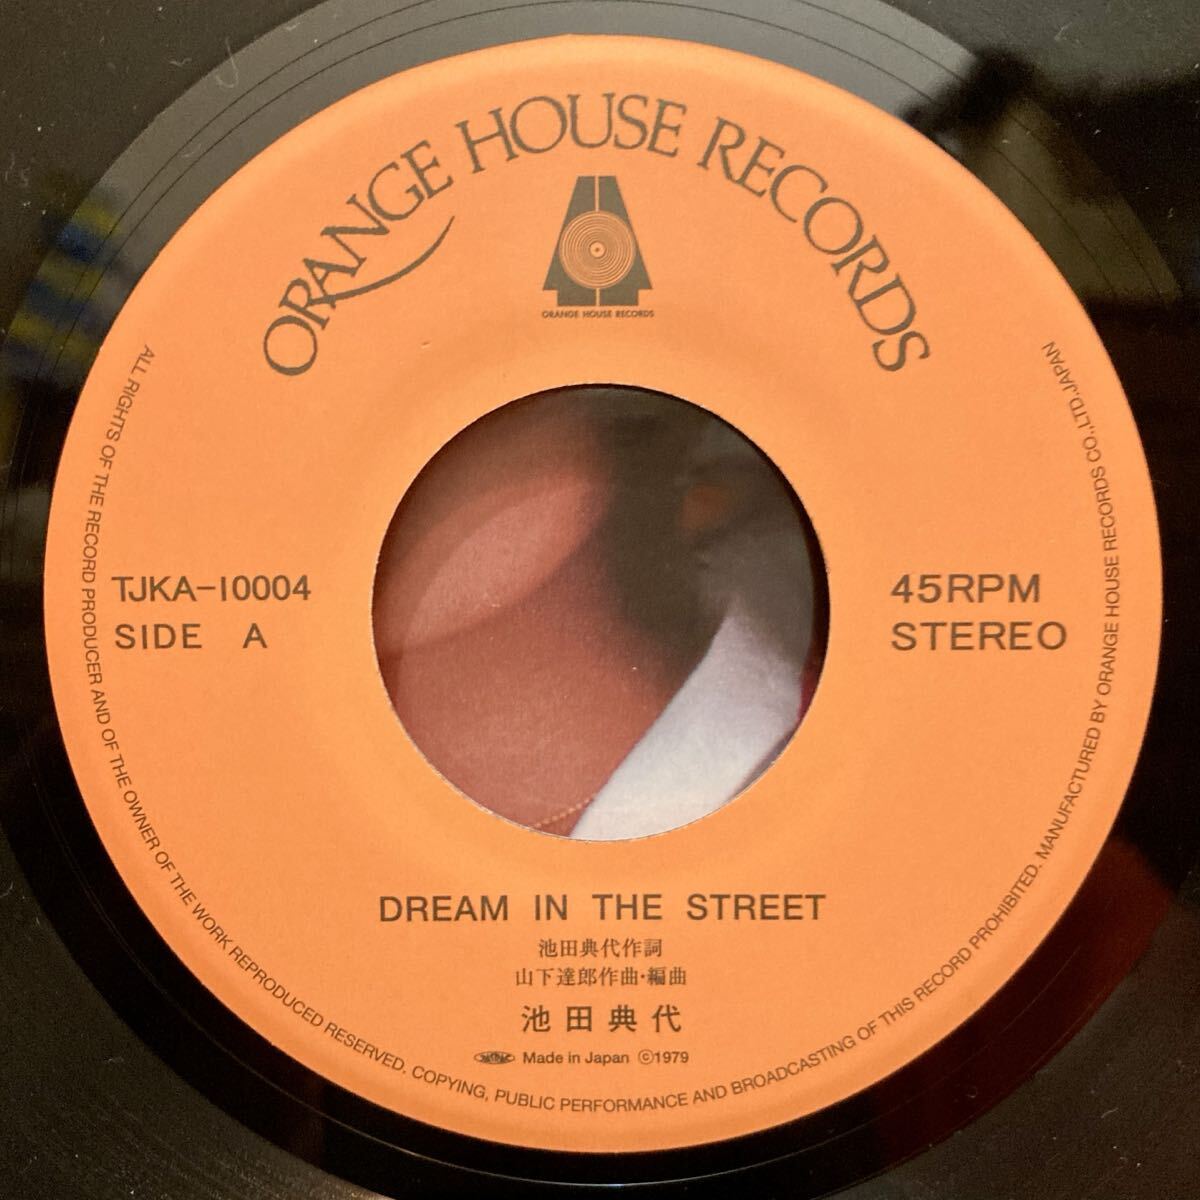 ORANGE HOUSE RECORDS
ORANGE HOUSE RECORDS
TJKA-10004
SIDE A
45RPM
STEREO
DREAM IN THE STREET
池田典代作詞
山下達郎作曲・編曲
池田典代
Made in Japan ©1979
ALL RIGHTS OF THE RECORD PRODUCER AND OF THE OWNER OF THE WORK REPRODUCED RESERVED. COPYING, PUBLIC PERFORMANCE AND BROADCASTING OF THIS RECORD PROHIBITED. MANUFACTURED BY ORANGE HOUSE RECORDS CO.,LTD.JAPAN